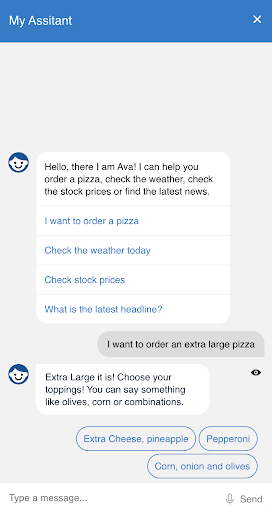 My Assitant
Hello, there I am Ava! I can help you
order a pizza, check the weather, check
the stock prices or find the latest news.
I want to order a pizza
Check the weather today
Check stock prices
What is the latest headline?
I want to order an extra large pizza
Extra Large it is! Choose your
toppings! You can say something
like olives, corn or combinations.
Extra Cheese, pineapple
Pepperoni
Corn, onion and olives
Type a message...
Send